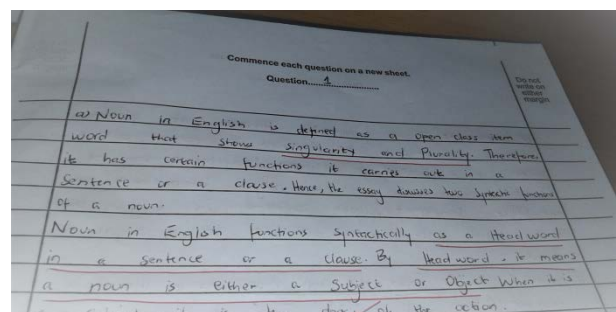 Commence each question on a new sheet.
Question 1
Do not
write on
either
margin
a) Noun in English is defined as a open class item
word that shows singularity and Plurality. Therefore,
it has certain functions it carries out in a
Sentence or a clause. Hence, the essay discusses two Syntactic functions
of a noun.
Noun in English functions Syntactically as a Head word
in a sentence or a clause. By Head word, it means
a noun is either a Subject or Object When it is
the action.